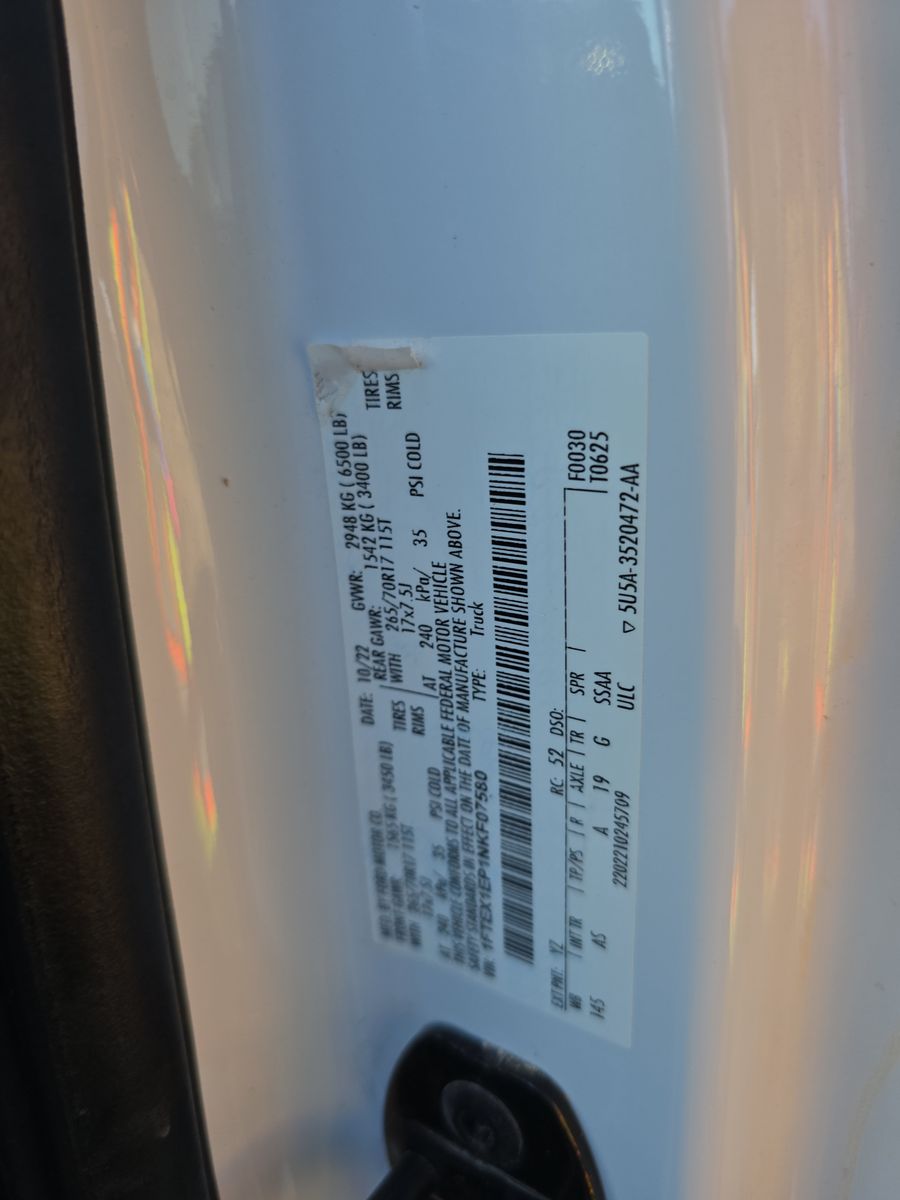 MFD. BY FORD MOTOR CO. DATE: 10/22 GVWR: 2948 KG ( 6500 LB)
FRONT GAWR: 1565 KG ( 3450 LB) REAR GAWR: 1542 KG ( 3400 LB)
WITH 265/70R17 115T TIRES WITH 265/70R17 115T TIRES
17x7.5J RIMS 17x7.5J RIMS
AT 240 kPa/ 35 PSI COLD AT 240 kPa/ 35 PSI COLD
THIS VEHICLE CONFORMS TO ALL APPLICABLE FEDERAL MOTOR VEHICLE
SAFETY STANDARDS IN EFFECT ON THE DATE OF MANUFACTURE SHOWN ABOVE.
VIN: 1FTEX1EP1NKF07580 TYPE: Truck
EXT PNT: YZ RC: 52 DSO: F0030
WB INT TR TP/PS R AXLE TR SPR T0625
145 AS A 19 G SSAA
2202210245709 ULC ▽ 5U5A-3520472-AA